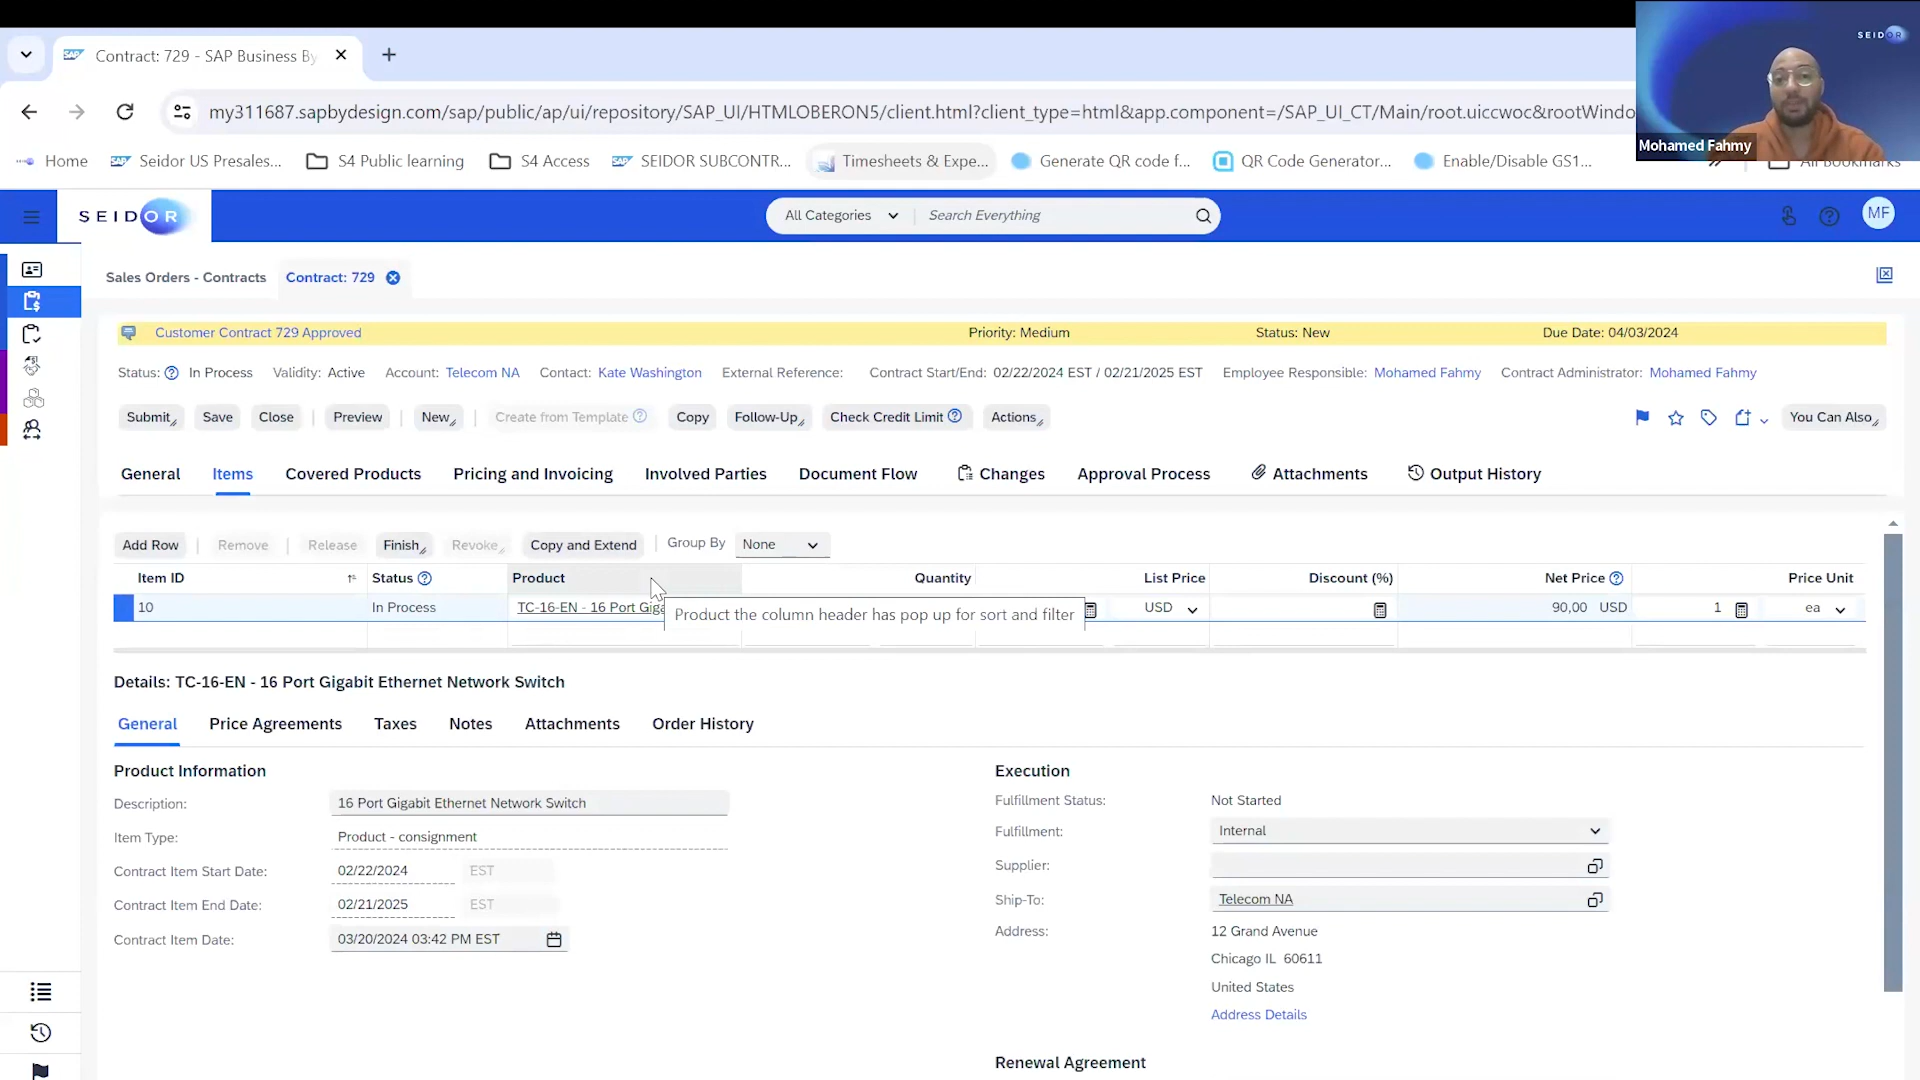 Contract: 729 - SAP Business By
SEIDOR
my311687.sapbydesign.com/sap/public/ap/ui/repository/SAP_UI/HTMLOBERON5/client.html?client_type=html&app.component=/SAP_UI_CT/Main/root.uiccwoc&rootWindo
Mohamed Fahmy
Home Seidor US Presales... S4 Public learning S4 Access SEIDOR SUBCONTR... Timesheets & Expe... Generate QR code f... QR Code Generator... Enable/Disable GS1... All Bookmarks
SEIDOR All Categories Search Everything MF
Sales Orders - Contracts Contract: 729
Customer Contract 729 Approved Priority: Medium Status: New Due Date: 04/03/2024
Status: In Process Validity: Active Account: Telecom NA Contact: Kate Washington External Reference: Contract Start/End: 02/22/2024 EST / 02/21/2025 EST Employee Responsible: Mohamed Fahmy Contract Administrator: Mohamed Fahmy
Submit Save Close Preview New Create from Template Copy Follow-Up Check Credit Limit Actions You Can Also
General Items Covered Products Pricing and Invoicing Involved Parties Document Flow Changes Approval Process Attachments Output History
Add Row Remove Release Finish Revoke Copy and Extend Group By None
Item ID Status Product Quantity List Price Discount (%) Net Price Price Unit
10 In Process TC-16-EN - 16 Port Giga USD 90,00 USD 1 ea
Product the column header has pop up for sort and filter
Details: TC-16-EN - 16 Port Gigabit Ethernet Network Switch
General Price Agreements Taxes Notes Attachments Order History
Product Information
Description: 16 Port Gigabit Ethernet Network Switch
Item Type: Product - consignment
Contract Item Start Date: 02/22/2024 EST
Contract Item End Date: 02/21/2025 EST
Contract Item Date: 03/20/2024 03:42 PM EST
Execution
Fulfillment Status: Not Started
Fulfillment: Internal
Supplier:
Ship-To: Telecom NA
Address: 12 Grand Avenue
Chicago IL 60611
United States
Address Details
Renewal Agreement